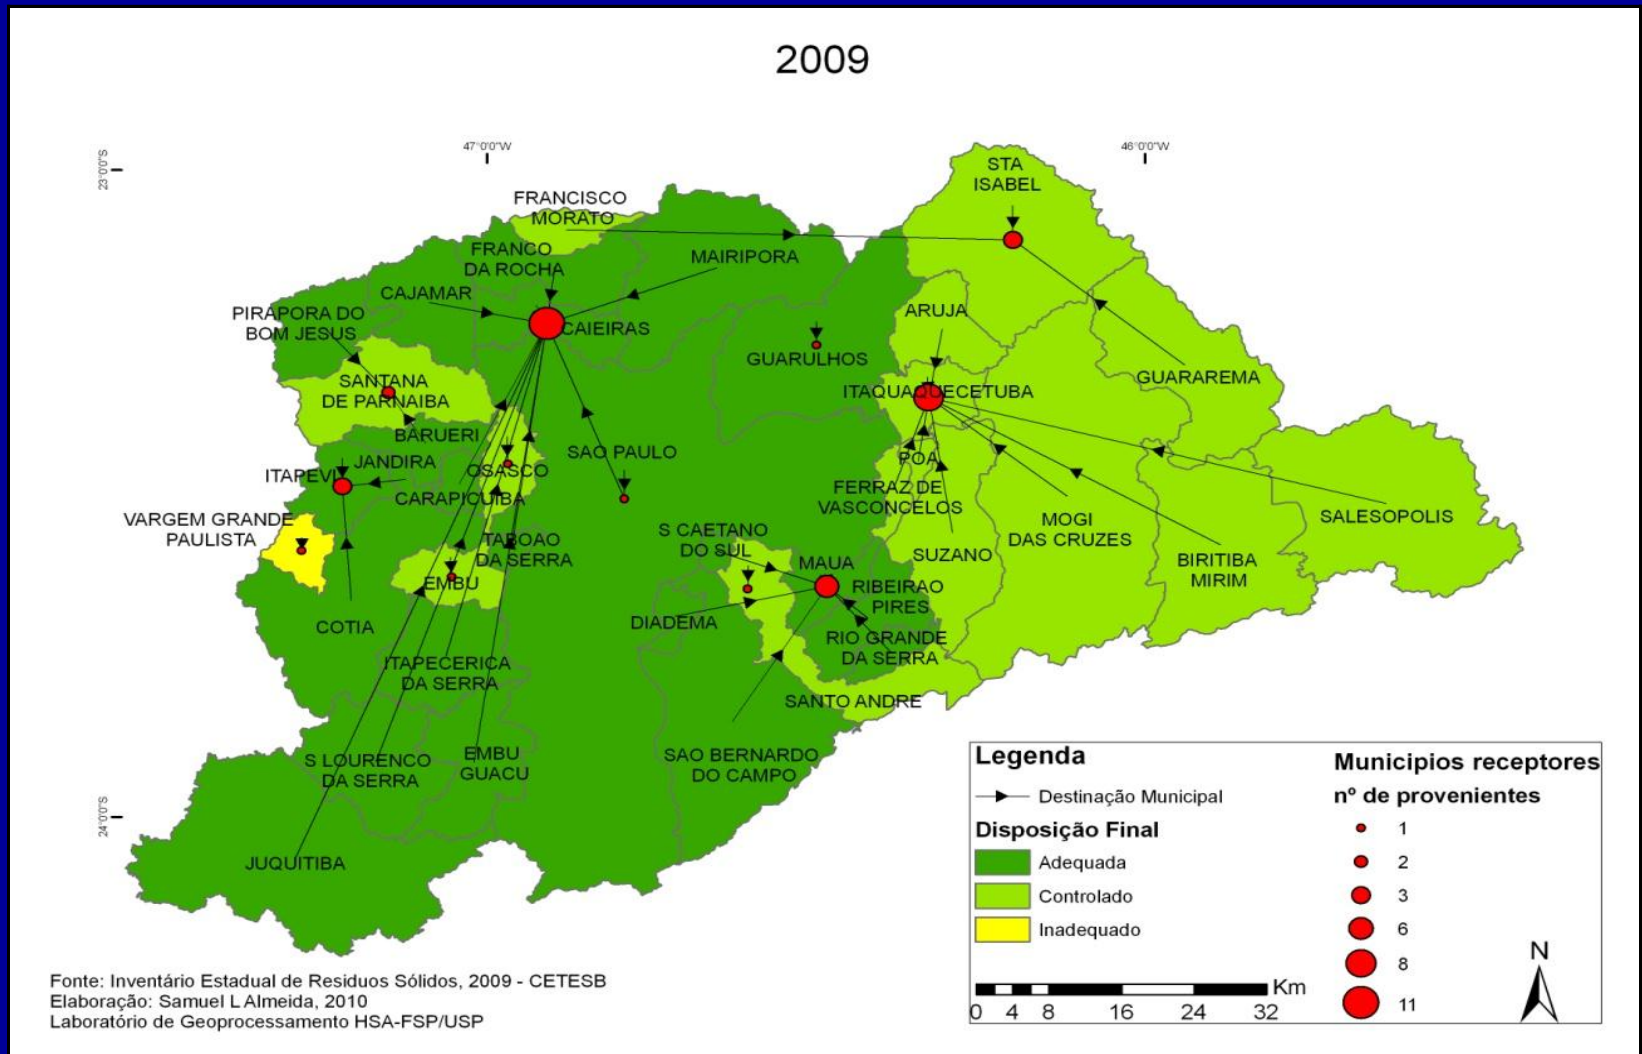 2009
47°0'0"W
46°0'0"W
23°0'0"S
24°0'0"S
STA
ISABEL
FRANCISCO
MORATO
FRANCO
DA ROCHA
MAIRIPORA
CAJAMAR
PIRAPORA DO
BOM JESUS
CAIEIRAS
ARUJA
GUARULHOS
GUARAREMA
SANTANA
DE PARNAIBA
ITAQUAQUECETUBA
BARUERI
JANDIRA
ITAPEVI
OSASCO
SAO PAULO
POA
CARAPICUIBA
FERRAZ DE
VASCONCELOS
VARGEM GRANDE
PAULISTA
TABOAO
DA SERRA
S CAETANO
DO SUL
MOGI
DAS CRUZES
SALESOPOLIS
SUZANO
BIRITIBA
MIRIM
MAUA
EMBU
RIBEIRAO
PIRES
COTIA
DIADEMA
RIO GRANDE
DA SERRA
ITAPECERICA
DA SERRA
SANTO ANDRE
S LOURENCO
DA SERRA
EMBU
GUACU
SAO BERNARDO
DO CAMPO
JUQUITIBA
Legenda
Destinação Municipal
Disposição Final
Adequada
Controlado
Inadequado
Km
0 4 8 16 24 32
Municipios receptores
nº de provenientes
1
2
3
6
8
11
N
Fonte: Inventário Estadual de Residuos Sólidos, 2009 - CETESB
Elaboração: Samuel L Almeida, 2010
Laboratório de Geoprocessamento HSA-FSP/USP